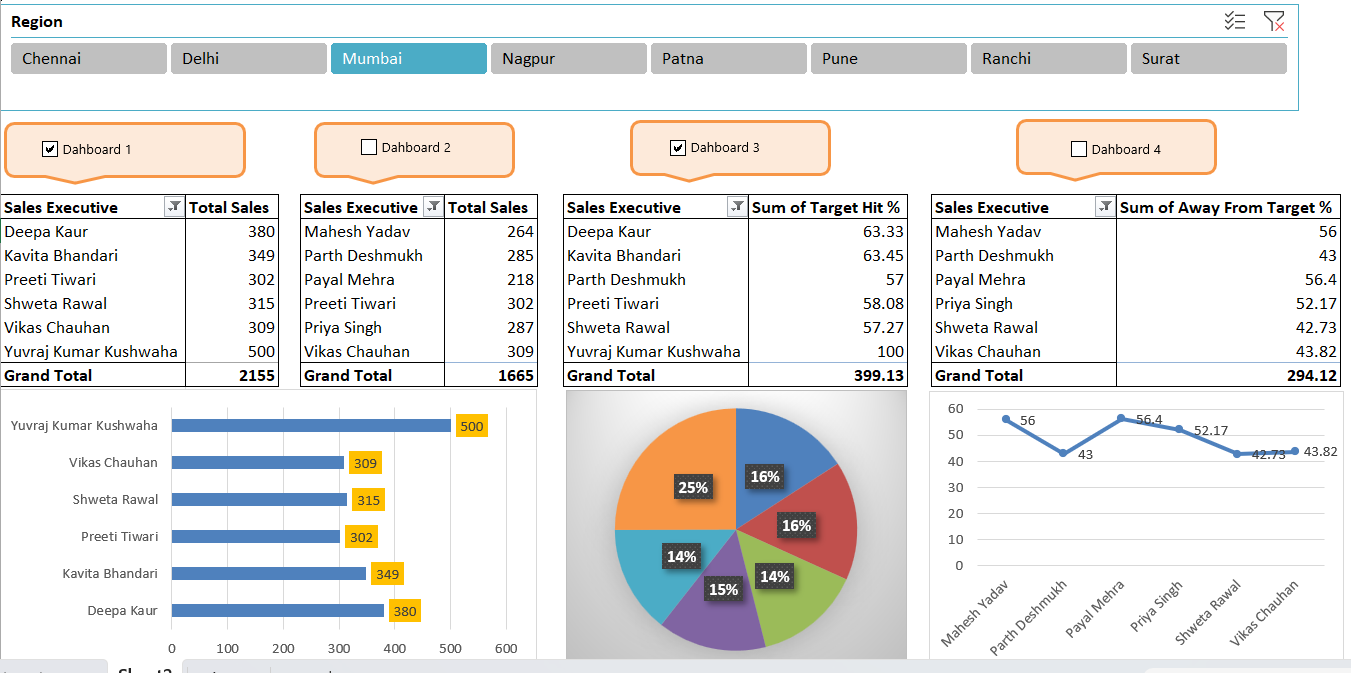 Region
Chennai Delhi Mumbai Nagpur Patna Pune Ranchi Surat
Dahboard 1 Dahboard 2 Dahboard 3 Dahboard 4
Sales Executive Total Sales
Deepa Kaur 380
Kavita Bhandari 349
Preeti Tiwari 302
Shweta Rawal 315
Vikas Chauhan 309
Yuvraj Kumar Kushwaha 500
Grand Total 2155
Sales Executive Total Sales
Mahesh Yadav 264
Parth Deshmukh 285
Payal Mehra 218
Preeti Tiwari 302
Priya Singh 287
Vikas Chauhan 309
Grand Total 1665
Sales Executive Sum of Target Hit %
Deepa Kaur 63.33
Kavita Bhandari 63.45
Parth Deshmukh 57
Preeti Tiwari 58.08
Shweta Rawal 57.27
Yuvraj Kumar Kushwaha 100
Grand Total 399.13
Sales Executive Sum of Away From Target %
Mahesh Yadav 56
Parth Deshmukh 43
Payal Mehra 56.4
Priya Singh 52.17
Shweta Rawal 42.73
Vikas Chauhan 43.82
Grand Total 294.12
Yuvraj Kumar Kushwaha 500
Vikas Chauhan 309
Shweta Rawal 315
Preeti Tiwari 302
Kavita Bhandari 349
Deepa Kaur 380
0 100 200 300 400 500 600
16%
16%
14%
15%
14%
25%
60
50
40
30
20
10
0
56
43
56.4
52.17
42.73
43.82
Mahesh Yadav
Parth Deshmukh
Payal Mehra
Priya Singh
Shweta Rawal
Vikas Chauhan